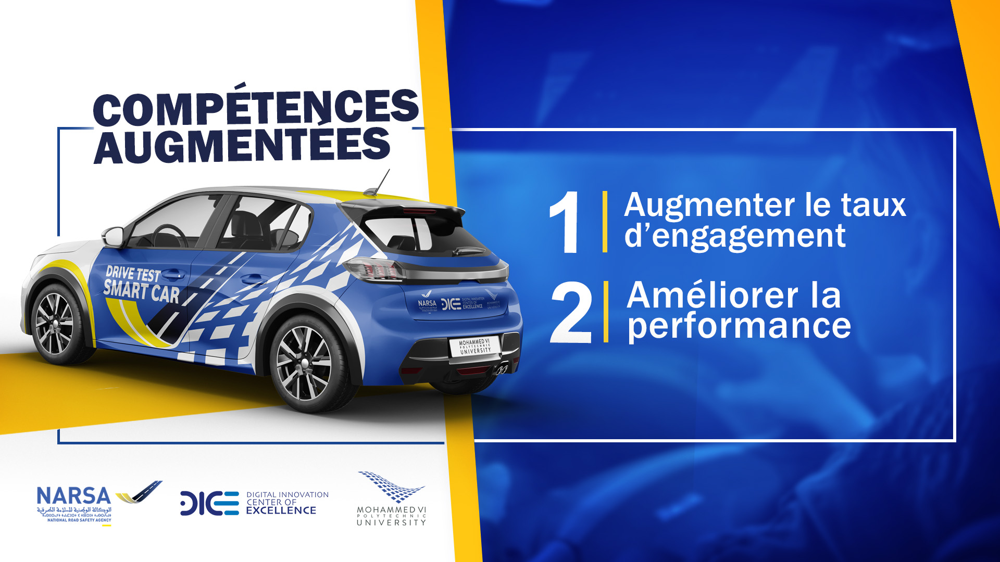 COMPÉTENCES
AUGMENTÉES
1
Augmenter le taux
d’engagement
2
Améliorer la
performance
DRIVE TEST
SMART CAR
NARSA
DICE
DIGITAL INNOVATION
CENTER OF
EXCELLENCE
MOHAMMED VI
POLYTECHNIC
UNIVERSITY
NARSA
الوكالة الوطنية للسلامة الطرقية
NATIONAL ROAD SAFETY AGENCY
DICE
DIGITAL INNOVATION
CENTER OF
EXCELLENCE
MOHAMMED VI
POLYTECHNIC
UNIVERSITY